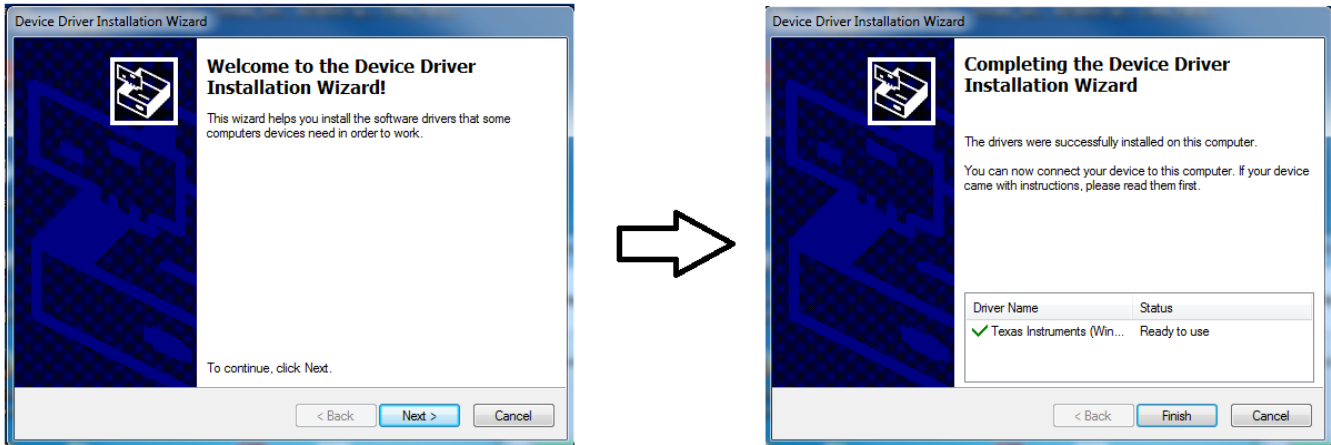 Device Driver Installation Wizard
Welcome to the Device Driver
Installation Wizard!
This wizard helps you install the software drivers that some
computers devices need in order to work.
To continue, click Next.
< Back
Next >
Cancel
Device Driver Installation Wizard
Completing the Device Driver
Installation Wizard
The drivers were successfully installed on this computer.
You can now connect your device to this computer. If your device
came with instructions, please read them first.
Driver Name Status
Texas Instruments (Win... Ready to use
< Back
Finish
Cancel